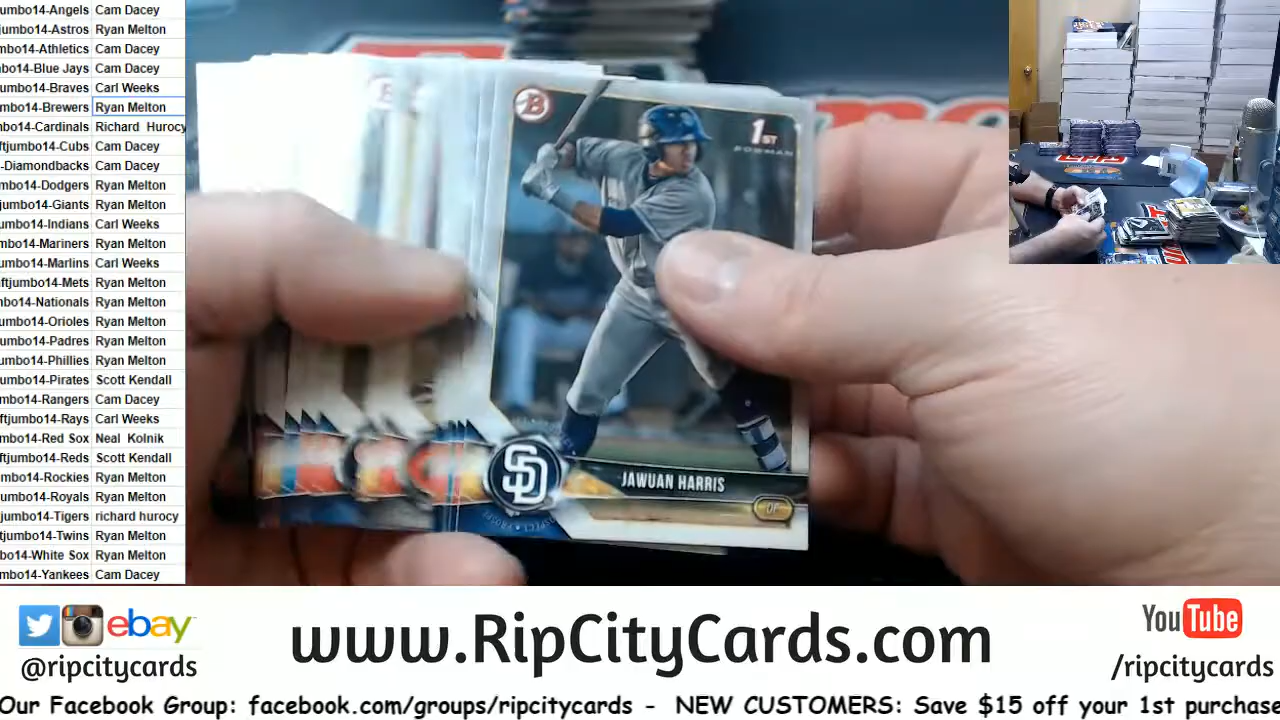 umbo14-Angels Cam Dacey
jumbo14-Astros Ryan Melton
mbo14-Athletics Cam Dacey
bo14-Blue Jays Cam Dacey
umbo14-Braves Carl Weeks
mbo14-Brewers Ryan Melton
mbo14-Cardinals Richard Hurocy
ftjumbo14-Cubs Cam Dacey
-Diamondbacks Cam Dacey
mbo14-Dodgers Ryan Melton
jumbo14-Giants Ryan Melton
umbo14-Indians Carl Weeks
mbo14-Mariners Ryan Melton
umbo14-Marlins Carl Weeks
ftjumbo14-Mets Ryan Melton
bo14-Nationals Ryan Melton
umbo14-Orioles Ryan Melton
umbo14-Padres Ryan Melton
umbo14-Phillies Ryan Melton
umbo14-Pirates Scott Kendall
umbo14-Rangers Cam Dacey
ftjumbo14-Rays Carl Weeks
mbo14-Red Sox Neal Kolnik
ftjumbo14-Reds Scott Kendall
mbo14-Rockies Ryan Melton
umbo14-Royals Ryan Melton
jumbo14-Tigers richard hurocy
tjumbo14-Twins Ryan Melton
bo14-White Sox Ryan Melton
mbo14-Yankees Cam Dacey
B
1ST
BOWMAN
SD
JAWUAN HARRIS
OF
ebay
@ripcitycards
www.RipCityCards.com
YouTube
/ripcitycards
Our Facebook Group: facebook.com/groups/ripcitycards - NEW CUSTOMERS: Save $15 off your 1st purchase